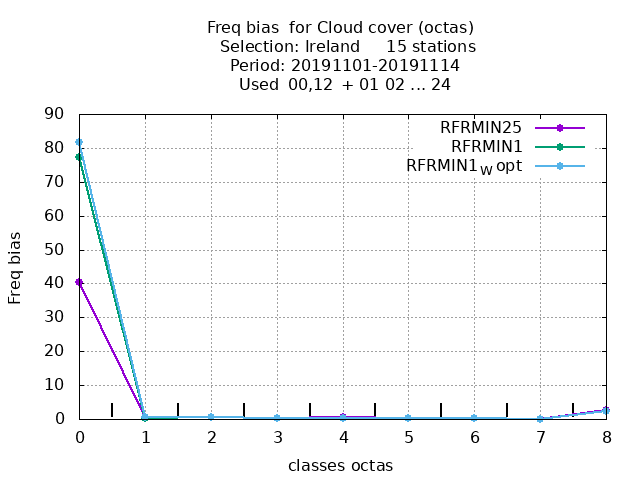 Freq bias for Cloud cover (octas)
Selection: Ireland 15 stations
Period: 20191101-20191114
Used 00,12 + 01 02 ... 24
RFRMIN25
RFRMIN1
RFRMIN1W opt
90
80
70
60
50
40
30
20
10
0
Freq bias
0 1 2 3 4 5 6 7 8
classes octas